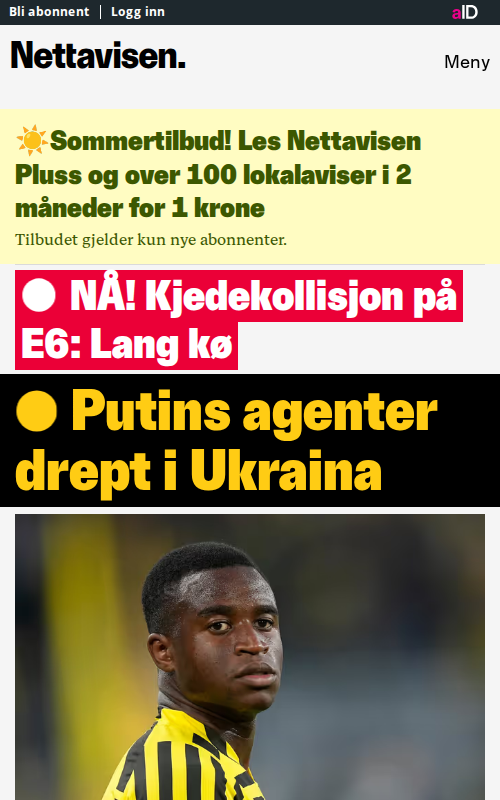 Bli abonnent | Logg inn
aID
Nettavisen.
Meny
☀️Sommertilbud! Les Nettavisen
Pluss og over 100 lokalaviser i 2
måneder for 1 krone
Tilbudet gjelder kun nye abonnenter.
NÅ! Kjedekollisjon på
E6: Lang kø
Putins agenter
drept i Ukraina